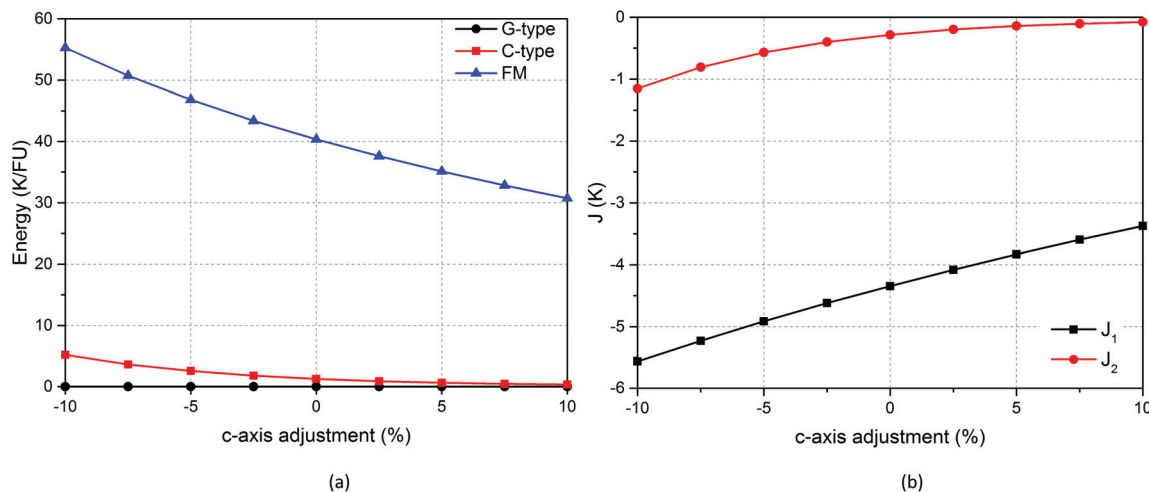 60
50
40
30
20
10
0
-10
-5
0
5
10
Energy (K/FU)
c-axis adjustment (%)
G-type
C-type
FM
(a)
0
-1
-2
-3
-4
-5
-6
-10
-5
0
5
10
J (K)
c-axis adjustment (%)
J₁
J₂
(b)